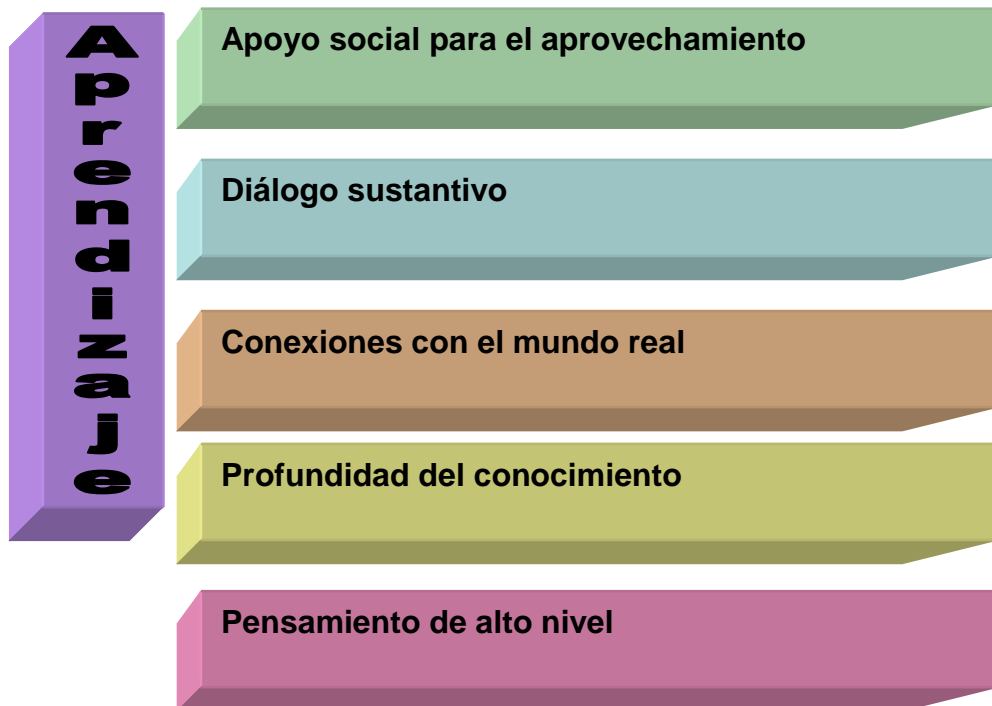 Aprendizaje
Apoyo social para el aprovechamiento
Diálogo sustantivo
Conexiones con el mundo real
Profundidad del conocimiento
Pensamiento de alto nivel